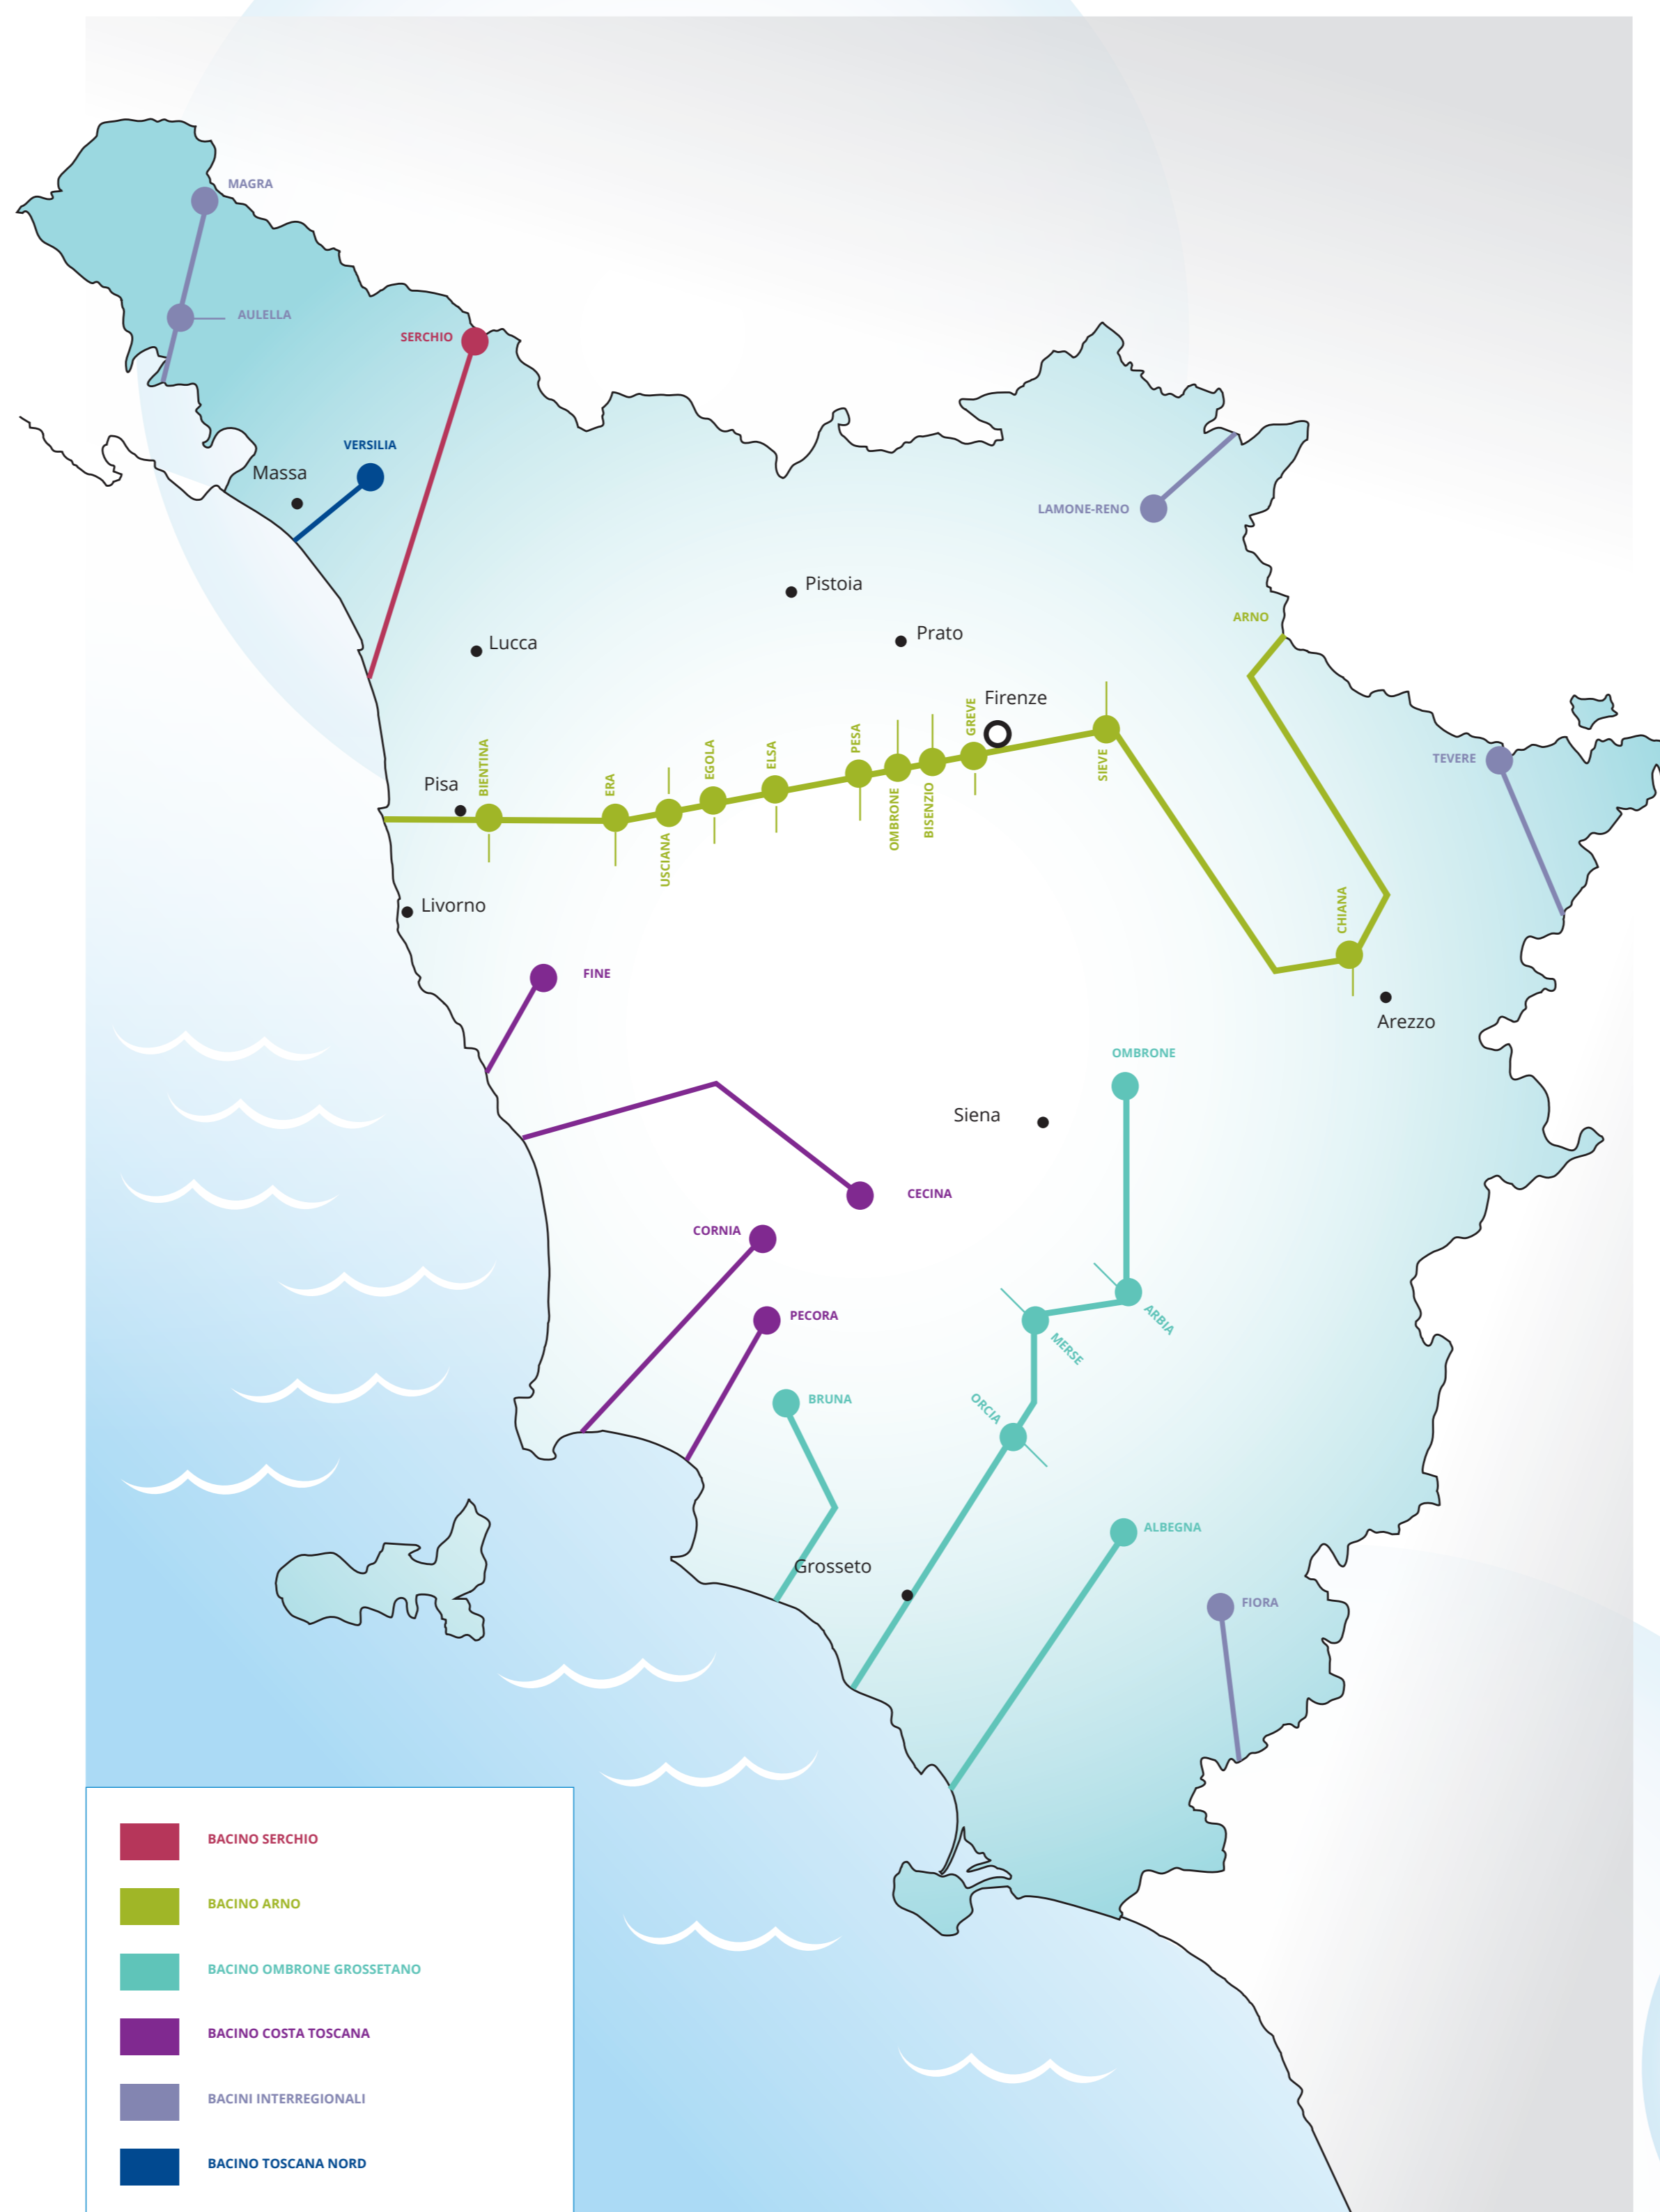 MAGRA
AULELLA
SERCHIO
VERSILIA
Massa
LAMONE-RENO
Pistoia
ARNO
Prato
Lucca
Firenze
GREVE
PESA
SIEVE
ELSA
EGOLA
BIENTINA
TEVERE
ERA
Pisa
OMBRONE
BISENZIO
USCIANA
Livorno
CHIANA
FINE
Arezzo
OMBRONE
Siena
CECINA
CORNIA
PECORA
ARBIA
MERSE
BRUNA
ORCIA
ALBEGNA
Grosseto
FIORA
BACINO SERCHIO
BACINO ARNO
BACINO OMBRONE GROSSETANO
BACINO COSTA TOSCANA
BACINI INTERREGIONALI
BACINO TOSCANA NORD